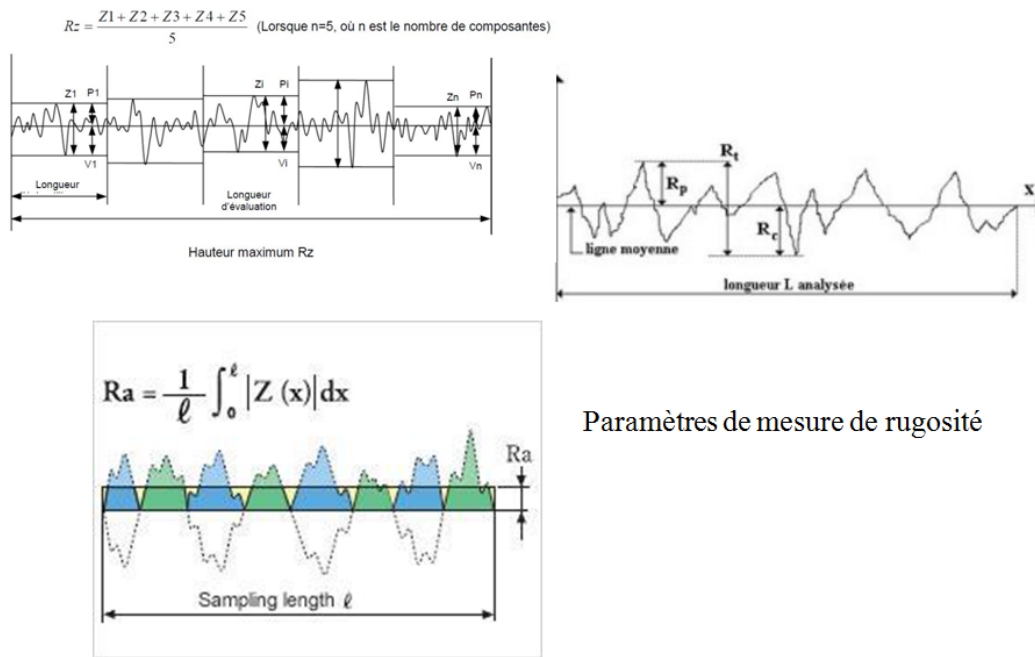 Rz = Z1 + Z2 + Z3 + Z4 + Z5 / 5 (Lorsque n=5, où n est le nombre de composantes)
Z1 P1 Zi Pi Zn Pn
V1 Vi Vn
Longueur
Longueur
d'évaluation
Hauteur maximum Rz
Rt
Rp
X
Rc
ligne moyenne
longueur L analysée
Ra = 1/ℓ ∫₀^ℓ |Z (x)|dx
Ra
Sampling length ℓ
Paramètres de mesure de rugosité